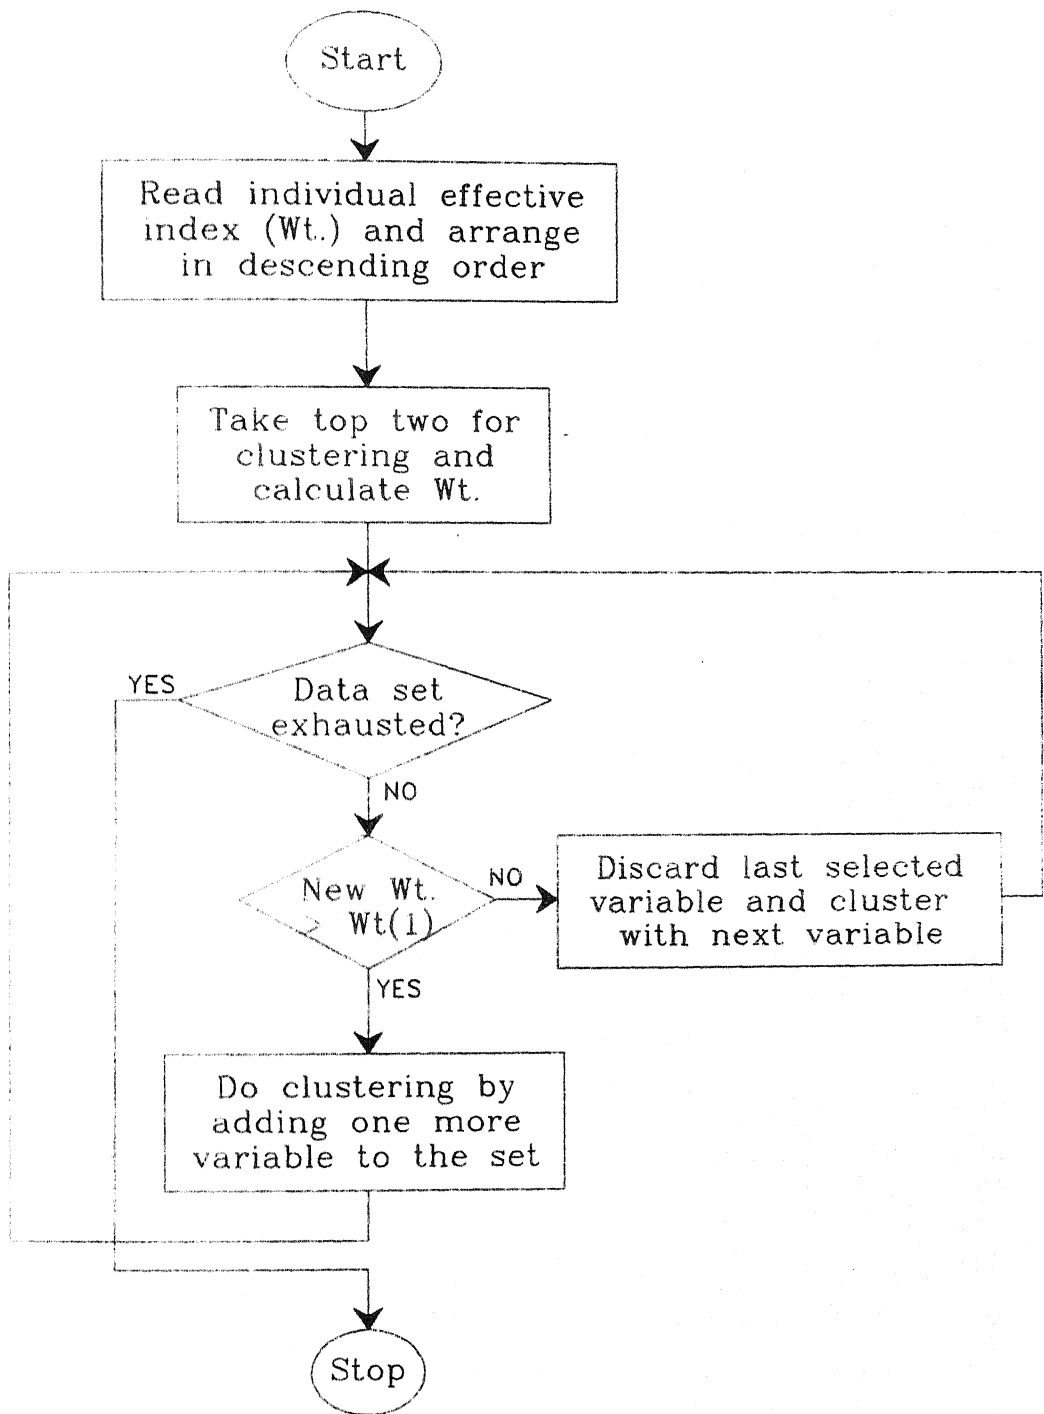 Start
Read individual effective
index (Wt..) and arrange
in descending order
Take top two for
clustering and
calculate Wt.
YES
Data set
exhausted?
NO
New Wt.
> Wt(1)
NO
Discard last selected
variable and cluster
with next variable
YES
Do clustering by
adding one more
variable to the set
Stop